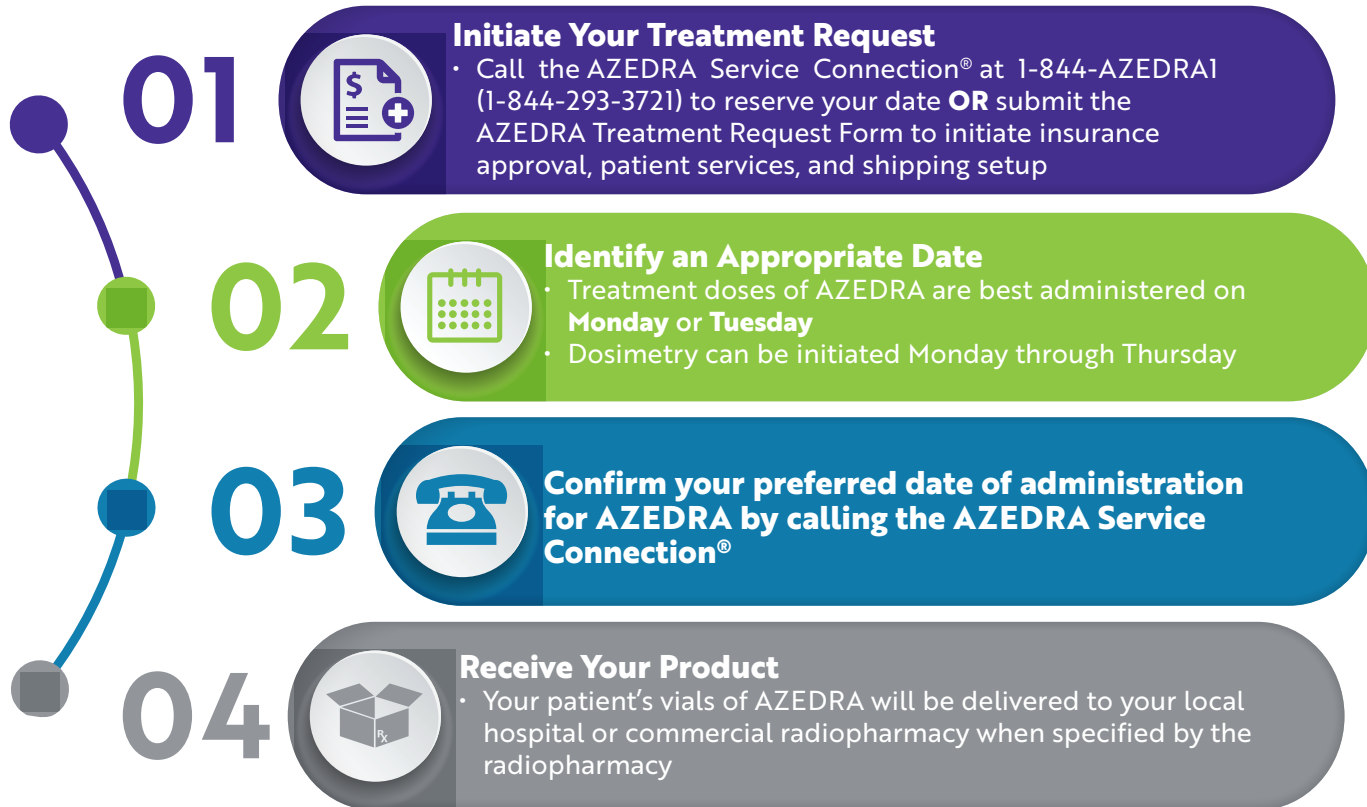 01
Initiate Your Treatment Request
• Call the AZEDRA Service Connection® at 1-844-AZEDRA1
(1-844-293-3721) to reserve your date OR submit the
AZEDRA Treatment Request Form to initiate insurance
approval, patient services, and shipping setup
$
02
Identify an Appropriate Date
• Treatment doses of AZEDRA are best administered on
Monday or Tuesday
• Dosimetry can be initiated Monday through Thursday
03
Confirm your preferred date of administration
for AZEDRA by calling the AZEDRA Service
Connection®
04
Receive Your Product
• Your patient’s vials of AZEDRA will be delivered to your local
hospital or commercial radiopharmacy when specified by the
radiopharmacy
Rx